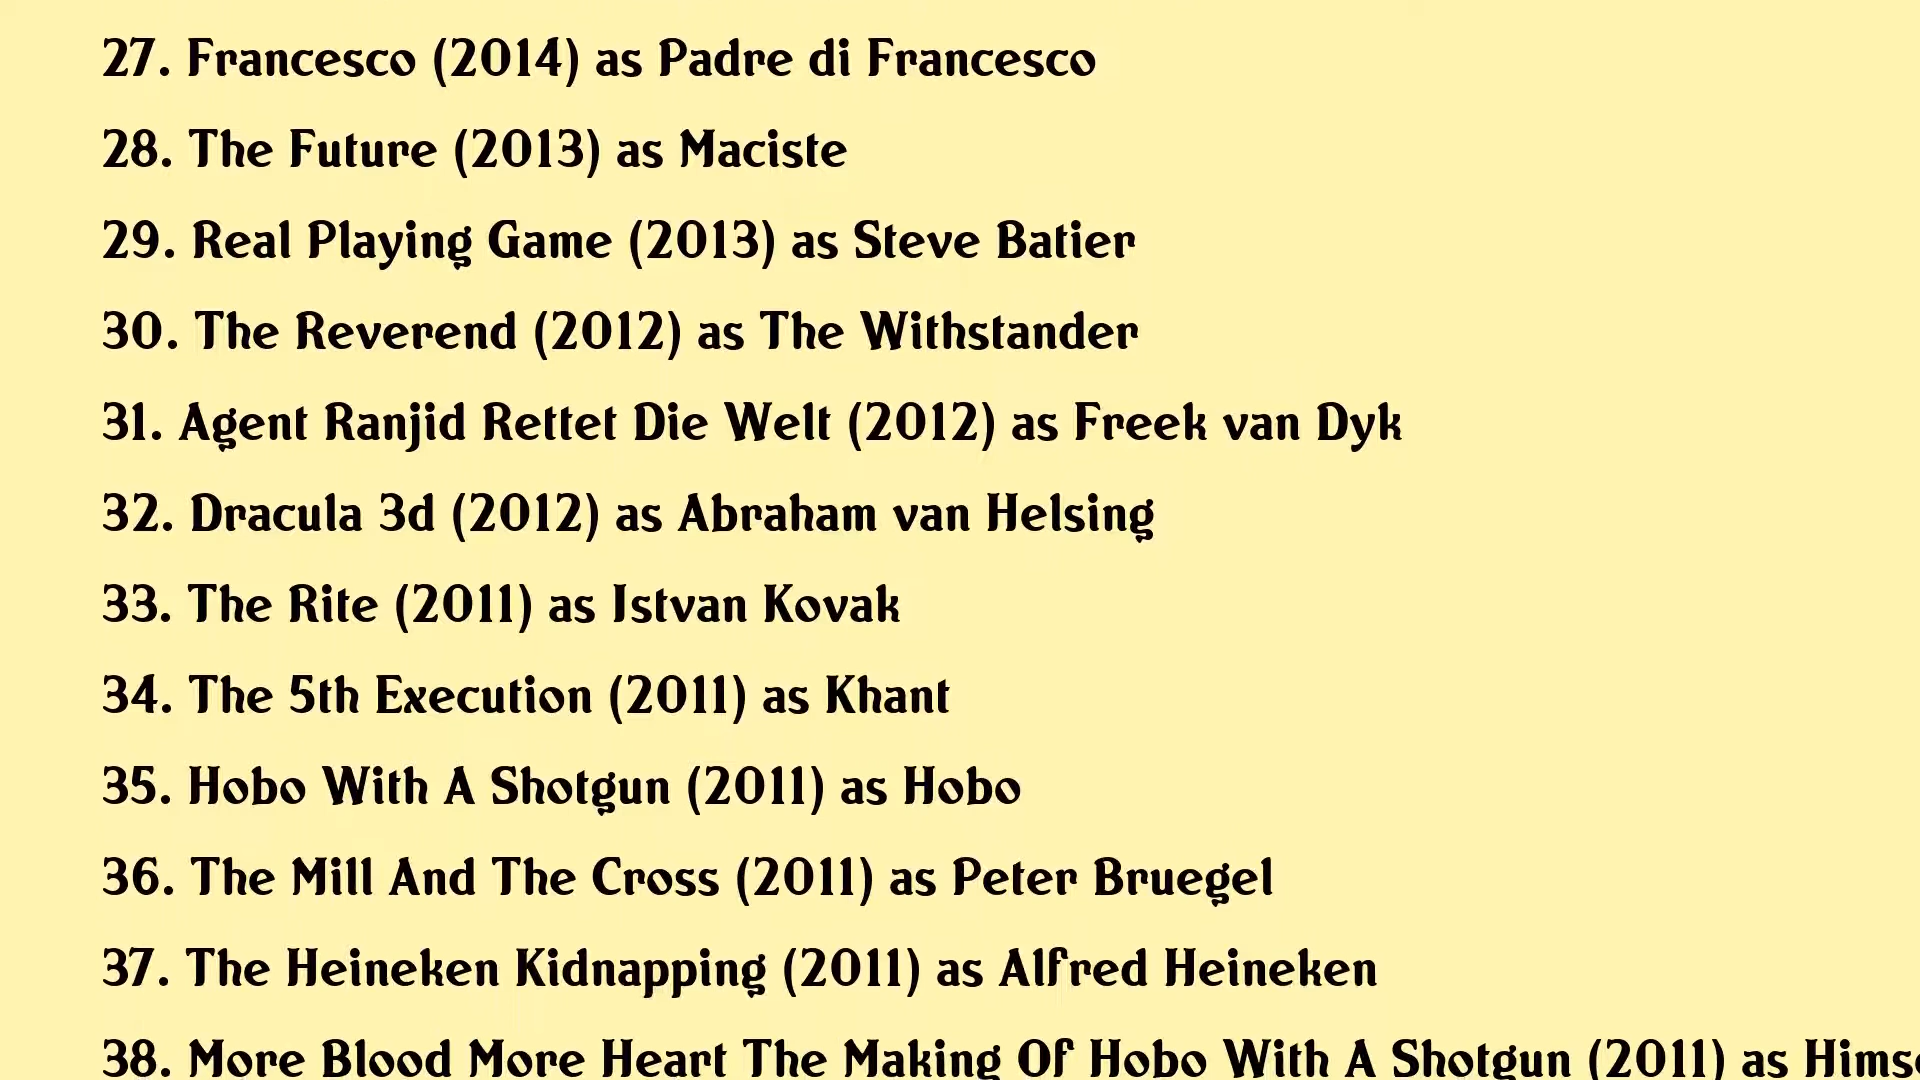 27. Francesco (2014) as Padre di Francesco
28. The Future (2013) as Maciste
29. Real Playing Game (2013) as Steve Batier
30. The Reverend (2012) as The Withstander
31. Agent Ranjid Rettet Die Welt (2012) as Freek van Dyk
32. Dracula 3d (2012) as Abraham van Helsing
33. The Rite (2011) as Istvan Kovak
34. The 5th Execution (2011) as Khant
35. Hobo With A Shotgun (2011) as Hobo
36. The Mill And The Cross (2011) as Peter Bruegel
37. The Heineken Kidnapping (2011) as Alfred Heineken
38. More Blood More Heart The Making Of Hobo With A Shotgun (2011) as